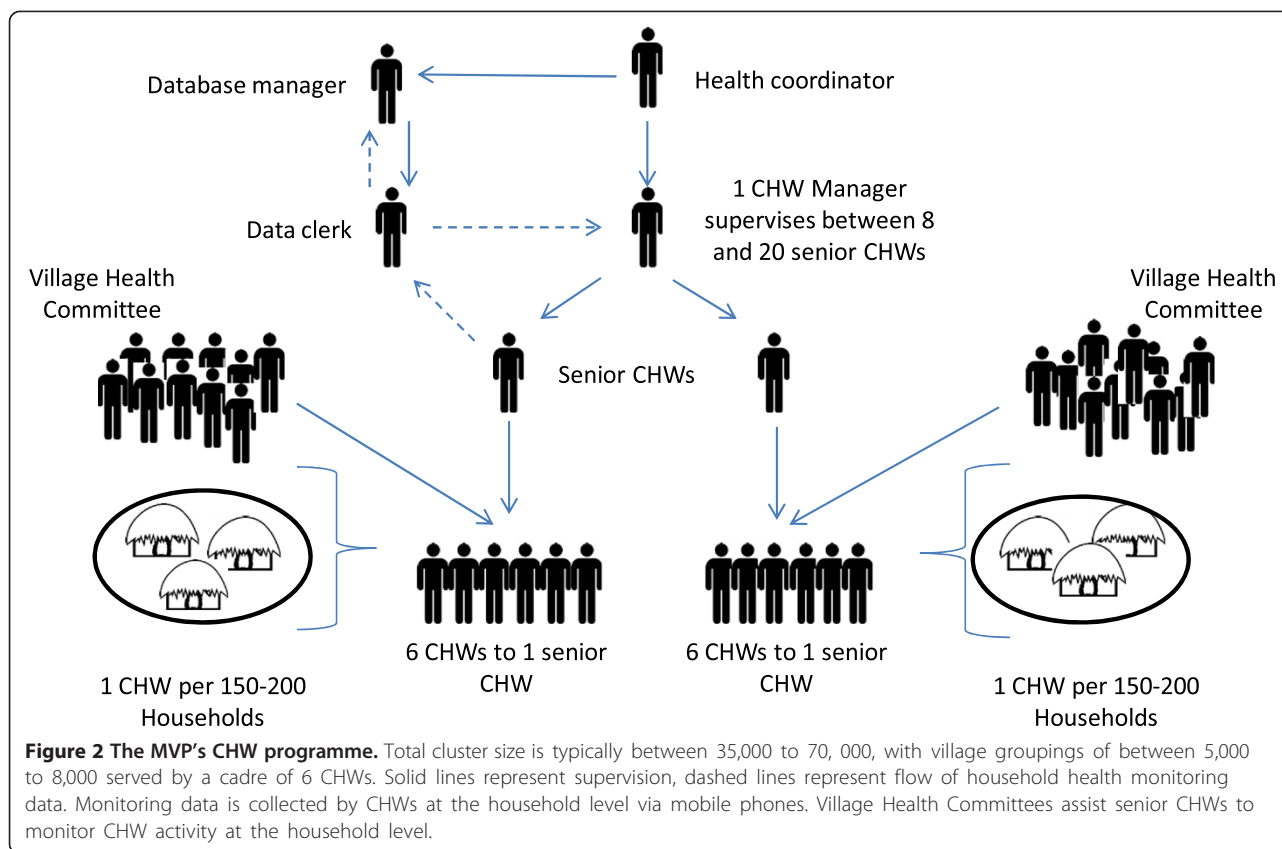 Database manager
Health coordinator
Data clerk
1 CHW Manager
supervises between 8
and 20 senior CHWs
Village Health
Committee
Village Health
Committee
Senior CHWs
6 CHWs to 1 senior
CHW
6 CHWs to 1 senior
CHW
1 CHW per 150-200
Households
1 CHW per 150-200
Households
Figure 2 The MVP's CHW programme. Total cluster size is typically between 35,000 to 70, 000, with village groupings of between 5,000
to 8,000 served by a cadre of 6 CHWs. Solid lines represent supervision, dashed lines represent flow of household health monitoring
data. Monitoring data is collected by CHWs at the household level via mobile phones. Village Health Committees assist senior CHWs to
monitor CHW activity at the household level.